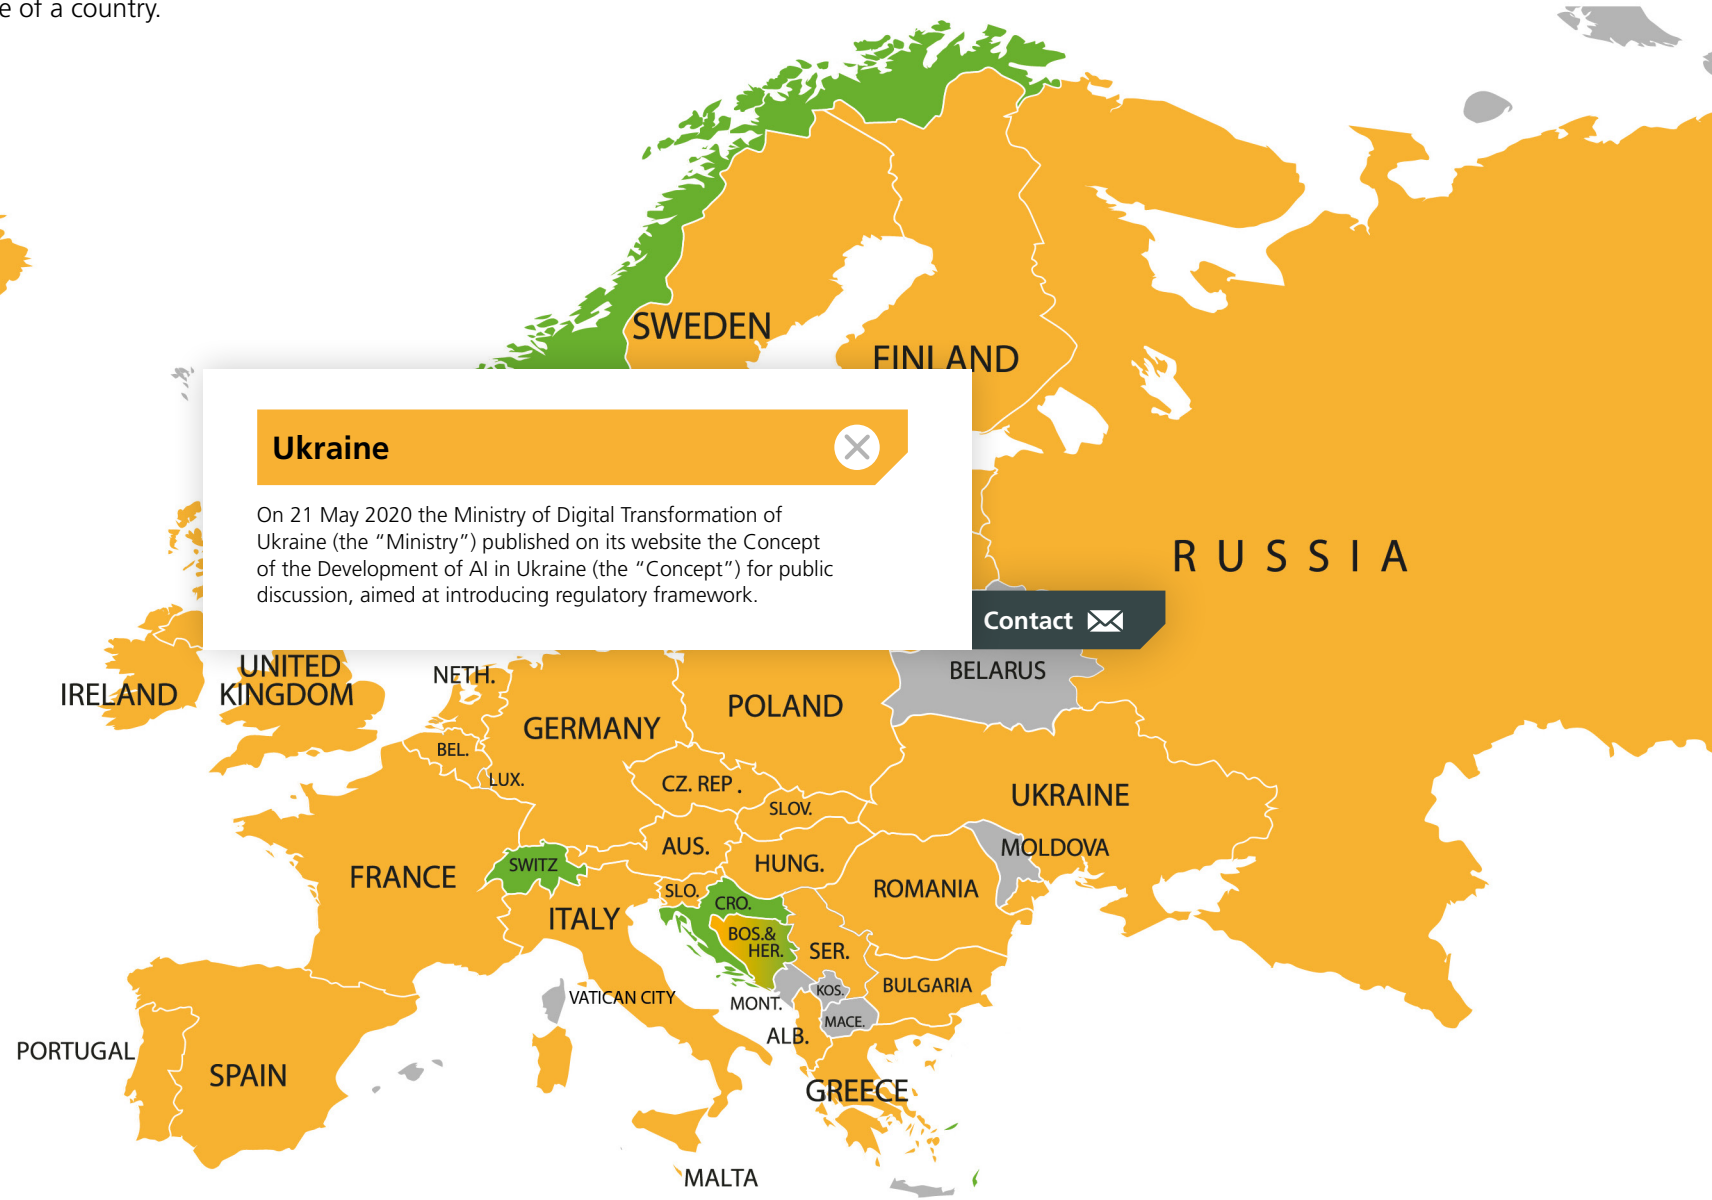 e of a country.
SWEDEN
FINLAND
Ukraine
On 21 May 2020 the Ministry of Digital Transformation of
Ukraine (the “Ministry”) published on its website the Concept
of the Development of AI in Ukraine (the “Concept”) for public
discussion, aimed at introducing regulatory framework.
RUSSIA
Contact
IRELAND
UNITED
KINGDOM
NETH.
BELARUS
GERMANY
POLAND
BEL.
LUX.
CZ. REP.
SLOV.
UKRAINE
AUS.
HUNG.
MOLDOVA
FRANCE
SWITZ
SLO.
ROMANIA
CRO.
ITALY
BOS.&
HER.
SER.
BULGARIA
VATICAN CITY
MONT.
KOS.
MACE.
ALB.
PORTUGAL
SPAIN
GREECE
MALTA